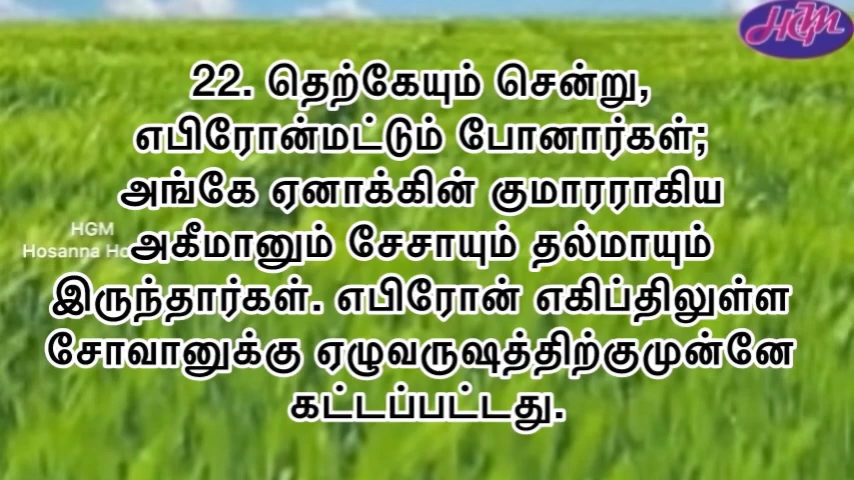 HGM
22. தெற்கேயும் சென்று,
எபிரோன்மட்டும் போனார்கள்;
அங்கே ஏனாக்கின் குமாரராகிய
HGM
Hosanna
அகீமானும் சேசாயும் தல்மாயும்
இருந்தார்கள். எபிரோன் எகிப்திலுள்ள
சோவானுக்கு ஏழுவருஷத்திற்குமுன்னே
கட்டப்பட்டது.